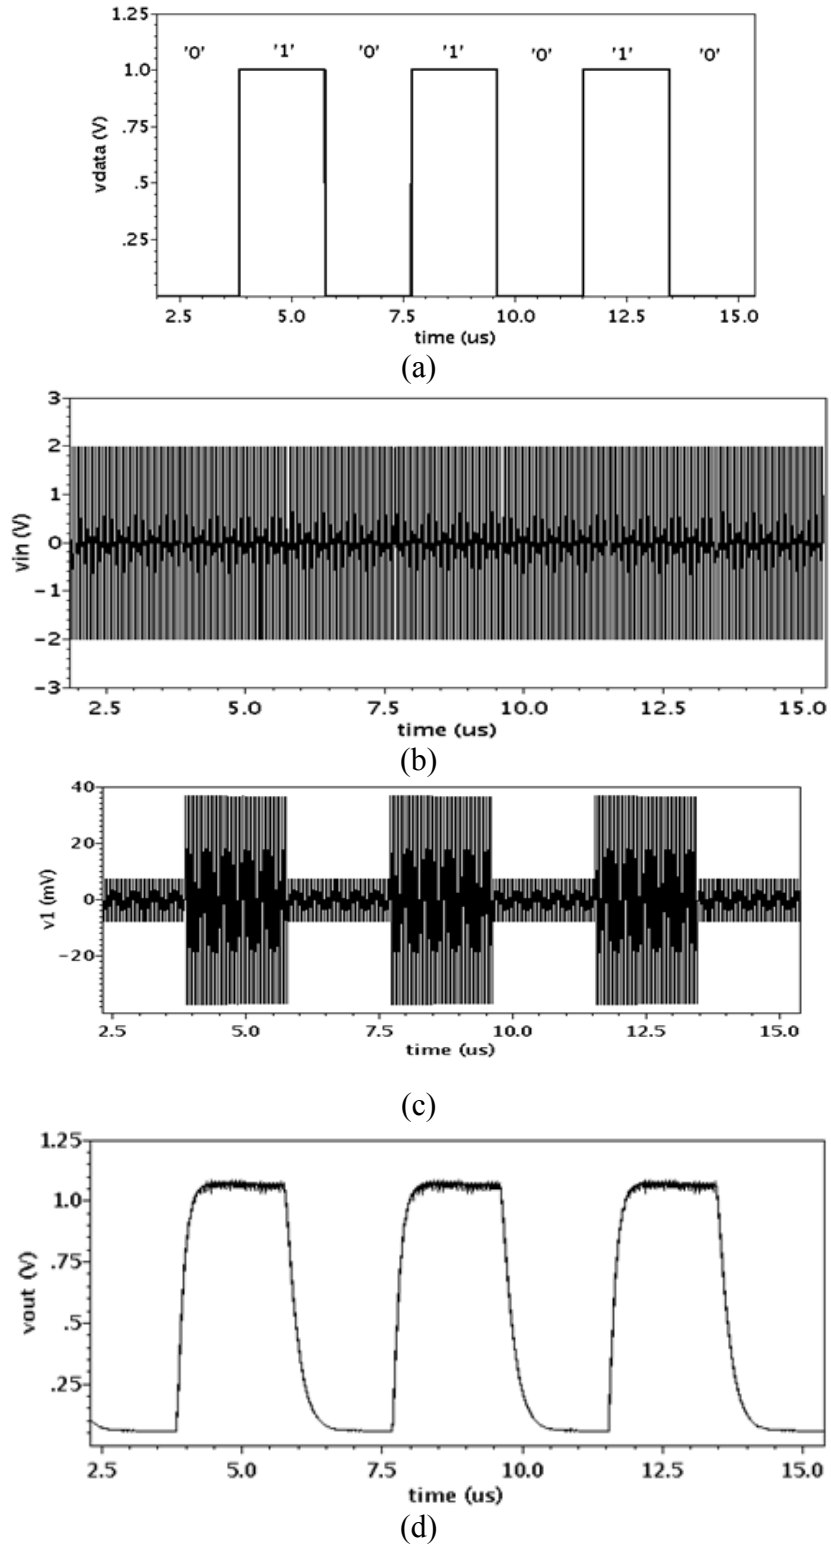 1.25
'0' '1' '0' '1' '0' '1' '0'
1.0
.75
vdata (V)
.5
.25
2.5 5.0 7.5 10.0 12.5 15.0
time (us)
(a)
3
2
1
vin (V)
0
−1
−2
−3
2.5 5.0 7.5 10.0 12.5 15.0
time (us)
(b)
40
20
v1 (mV)
0
−20
2.5 5.0 7.5 10.0 12.5 15.0
time (us)
(c)
1.25
1.0
.75
vout (V)
.5
.25
2.5 5.0 7.5 10.0 12.5 15.0
time (us)
(d)